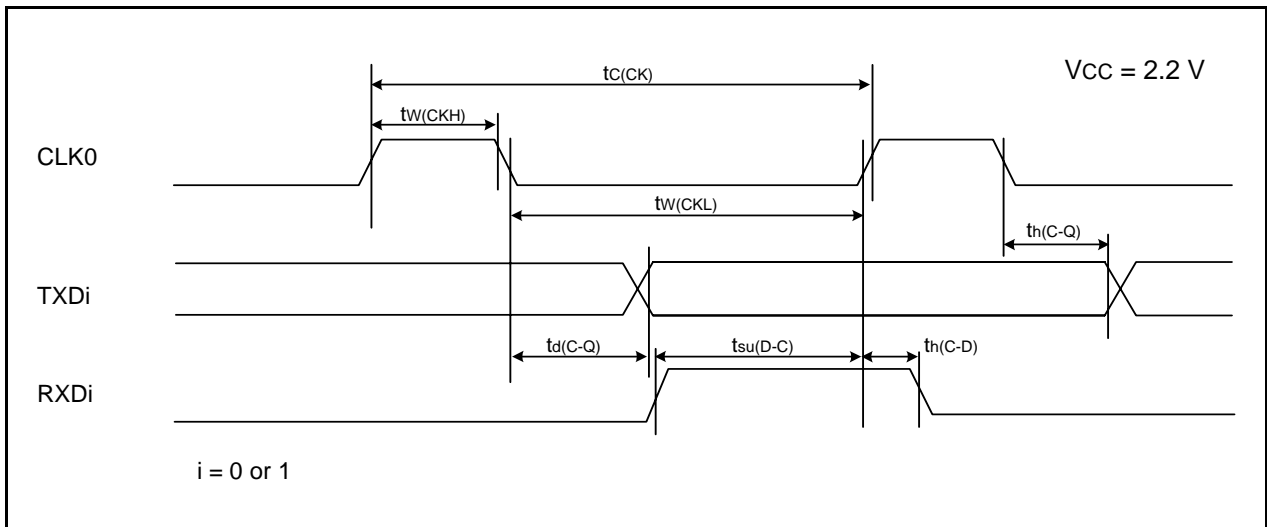 tC(CK)
VCC = 2.2 V
tW(CKH)
CLK0
tW(CKL)
th(C-Q)
TXDi
td(C-Q)
tsu(D-C)
th(C-D)
RXDi
i = 0 or 1